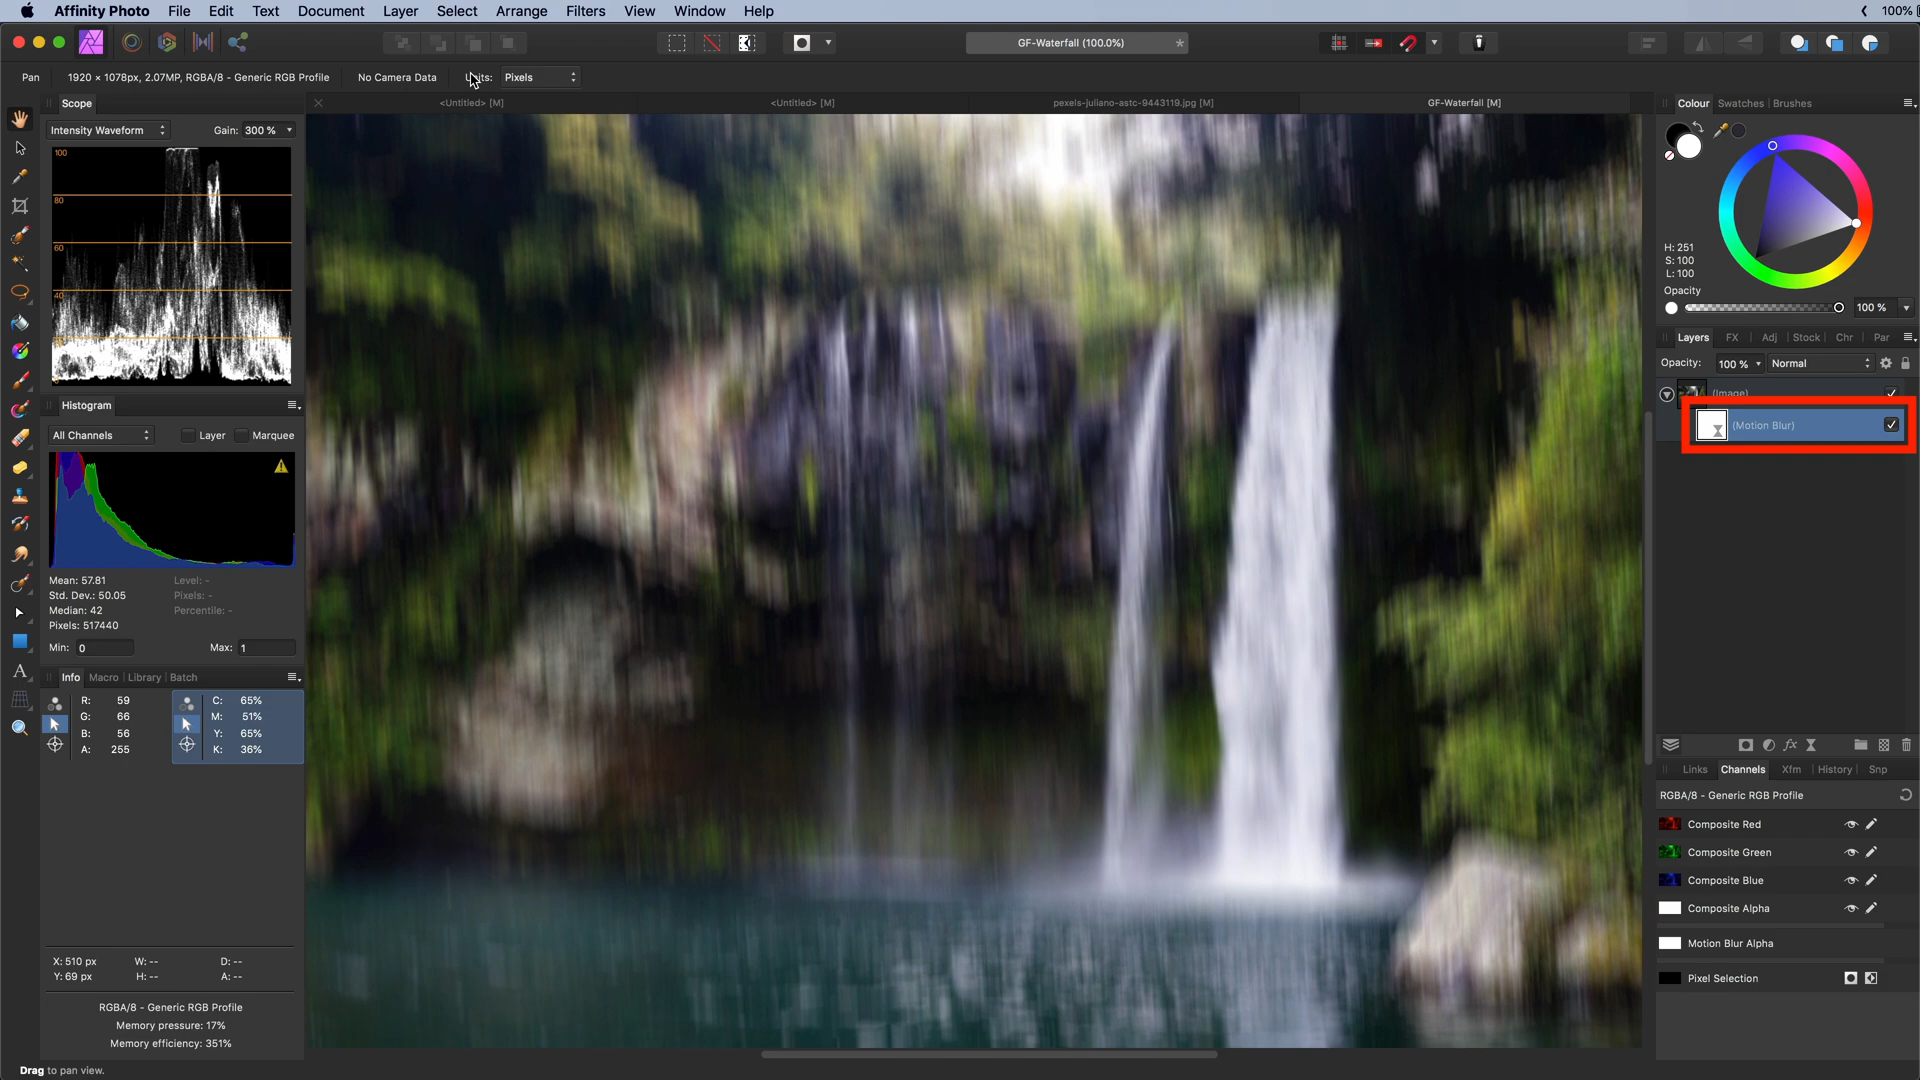 Affinity Photo File Edit Text Document Layer Select Arrange Filters View Window Help 100%
GF-Waterfall (100.0%)
Pan 1920 × 1078px, 2.07MP, RGBA/8 - Generic RGB Profile No Camera Data Units: Pixels
Scope
<Untitled> [M] <Untitled> [M] pexels-juliano-astc-9443119.jpg [M] GF-Waterfall [M]
Intensity Waveform Gain: 300 %
100
80
60
40
Histogram
All Channels Layer Marquee
Mean: 57.81 Level: -
Std. Dev.: 50.05 Pixels: -
Median: 42 Percentile: -
Pixels: 517440
Min: 0 Max: 1
Info Macro Library Batch
R: 59 C: 65%
G: 66 M: 51%
B: 56 Y: 65%
A: 255 K: 36%
X: 510 px W: -- D: --
Y: 69 px H: -- A: --
RGBA/8 - Generic RGB Profile
Memory pressure: 17%
Memory efficiency: 351%
Drag to pan view.
Colour Swatches Brushes
H: 251
S: 100
L: 100
Opacity
100 %
Layers FX Adj Stock Chr Par
Opacity: 100 % Normal
(Image)
(Motion Blur)
fx
Links Channels Xfm History Snp
RGBA/8 - Generic RGB Profile
Composite Red
Composite Green
Composite Blue
Composite Alpha
Motion Blur Alpha
Pixel Selection